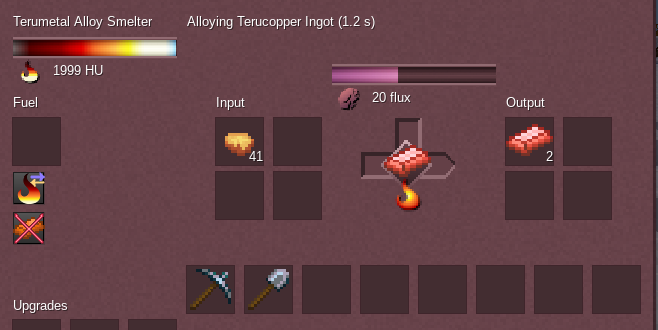 Terumetal Alloy Smelter
Alloying Terucopper Ingot (1.2 s)
1999 HU
20 flux
Fuel
Input
Output
41
2
Upgrades